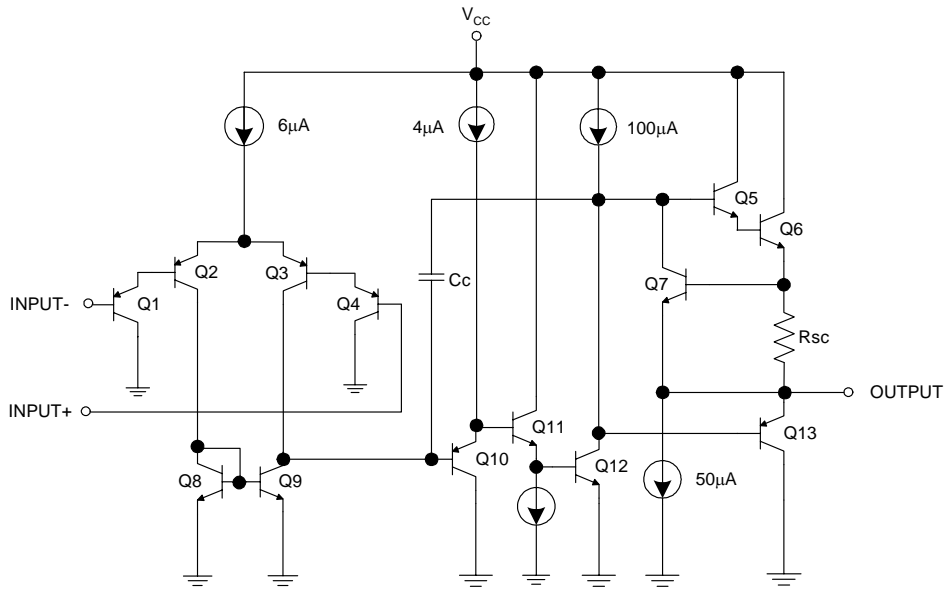 V_CC
6μA
4μA
100μA
Q5
Q6
Q2
Q3
Q7
Cc
INPUT-
Q1
Q4
Rsc
INPUT+
OUTPUT
Q11
Q13
Q10
Q12
Q8
Q9
50μA